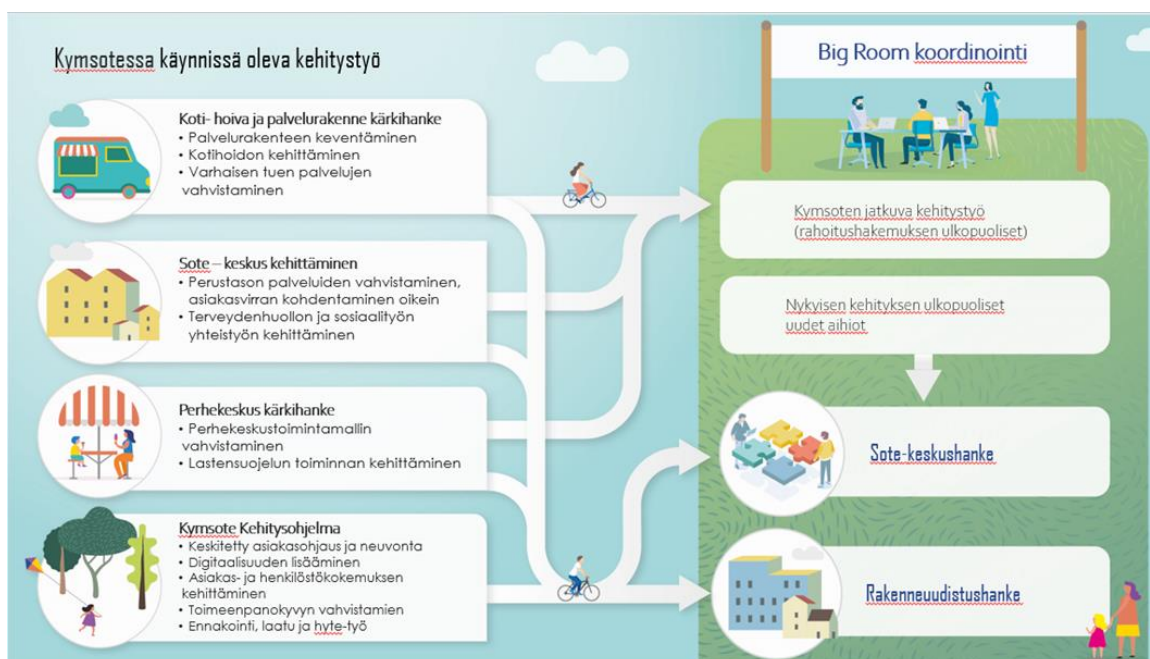 Kymsotessa käynnissä oleva kehitystyö
Koti- hoiva ja palvelurakenne kärkihanke
• Palvelurakenteen keventäminen
• Kotihoidon kehittäminen
• Varhaisen tuen palvelujen
vahvistaminen
Sote – keskus kehittäminen
• Perustason palveluiden vahvistaminen,
asiakasvirran kohdentaminen oikein
• Terveydenhuollon ja sosiaalityön
yhteistyön kehittäminen
Perhekeskus kärkihanke
• Perhekeskustoimintamallin
vahvistaminen
• Lastensuojelun toiminnan kehittäminen
Kymsote Kehitysohjelma
• Keskitetty asiakasohjaus ja neuvonta
• Digitaalisuuden lisääminen
• Asiakas- ja henkilöstökokemuksen
kehittäminen
• Toimeenpanokyvyn vahvistamien
• Ennakointi, laatu ja hyte-työ
Big Room koordinointi
Kymsoten jatkuva kehitystyö
(rahoitushakemuksen ulkopuoliset)
Nykyisen kehityksen ulkopuoliset
uudet aihiot
Sote-keskushanke
Rakenneuudistushanke